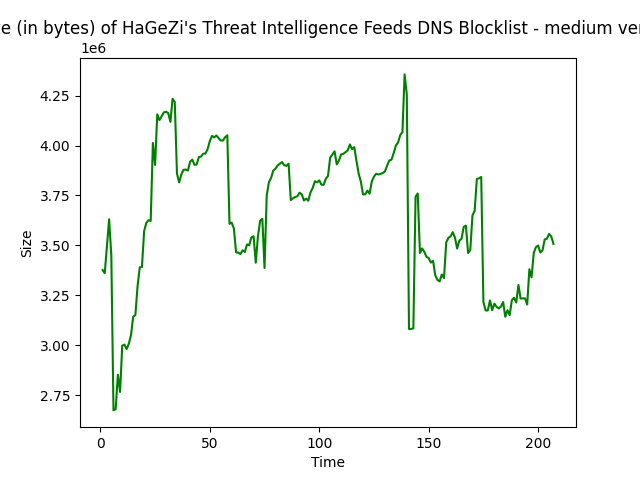 (in bytes) of HaGeZi's Threat Intelligence Feeds DNS Blocklist - medium
1e6
4.25
4.00
3.75
3.50
3.25
3.00
2.75
Size
0 50 100 150 200
Time